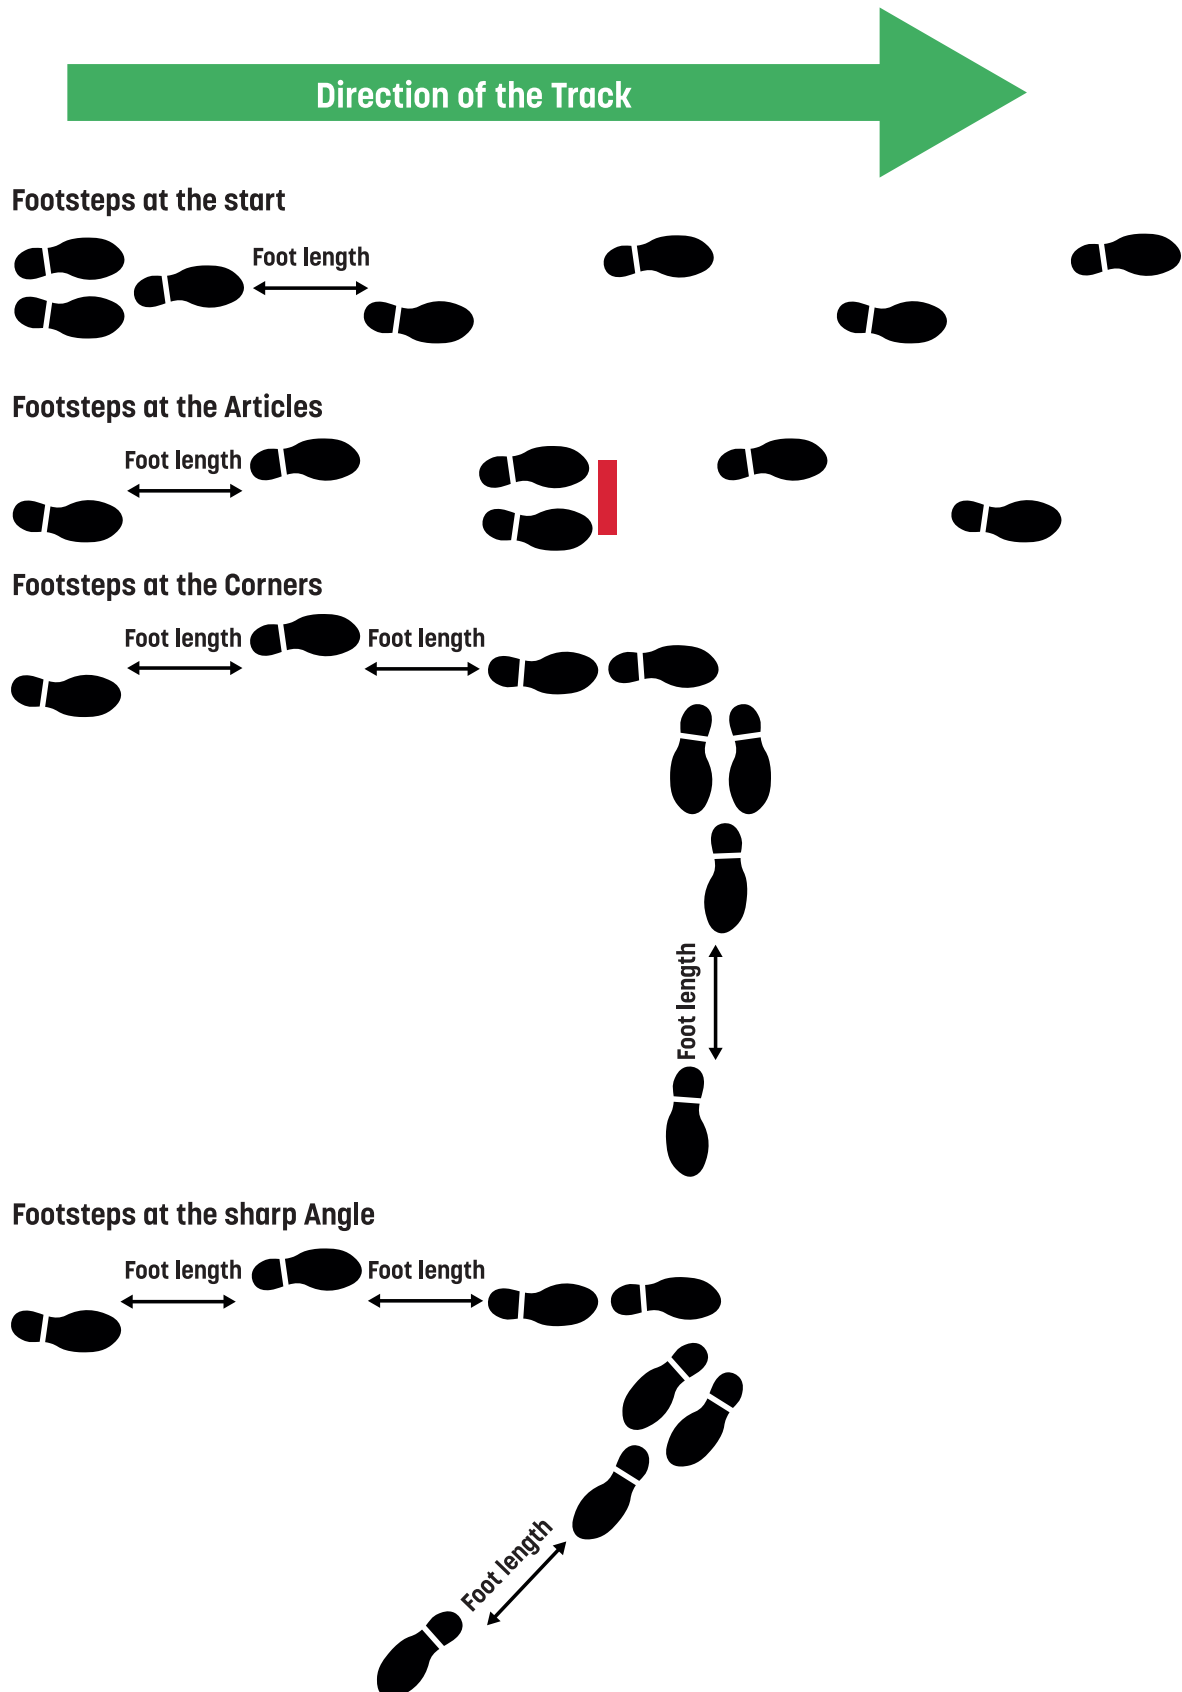 Direction of the Track
Footsteps at the start
Foot length
Footsteps at the Articles
Foot length
Footsteps at the Corners
Foot length
Foot length
Foot length
Footsteps at the sharp Angle
Foot length
Foot length
Foot length